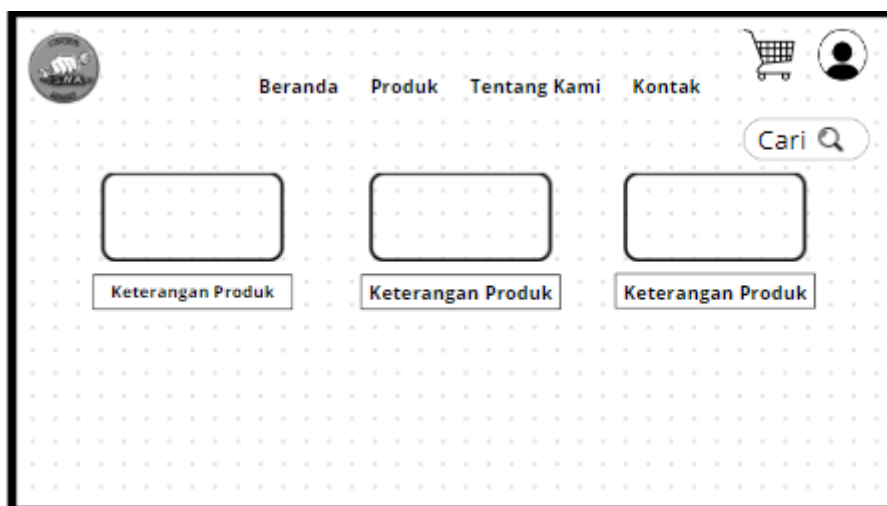 Beranda Produk Tentang Kami Kontak
Cari
Keterangan Produk Keterangan Produk Keterangan Produk